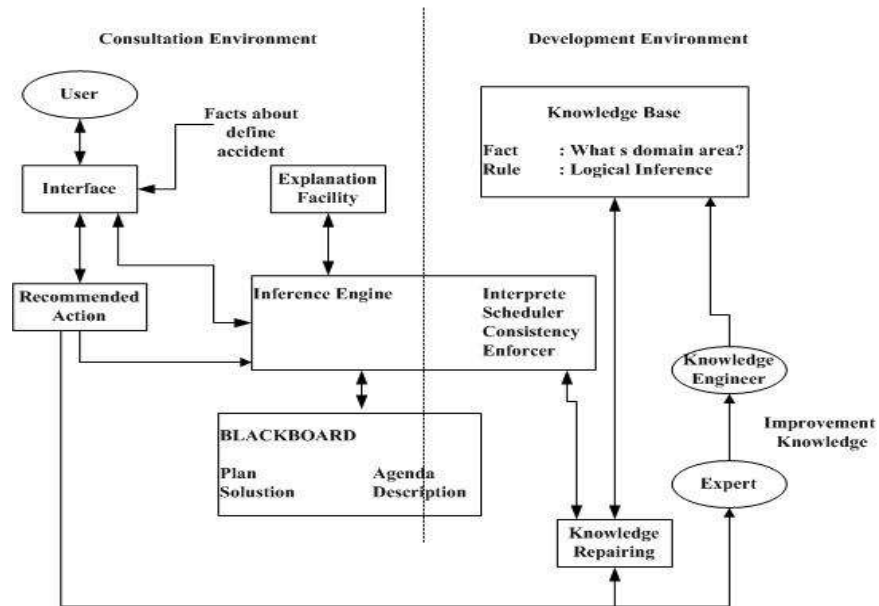 Consultation Environment
Development Environment
User
Facts about
define
accident
Interface
Explanation
Facility
Knowledge Base
Fact : What s domain area?
Rule : Logical Inference
Recommended
Action
Inference Engine
Interprete
Scheduler
Consistency
Enforcer
Knowledge
Engineer
Improvement
Knowledge
BLACKBOARD
Plan
Solustion
Agenda
Description
Expert
Knowledge
Repairing